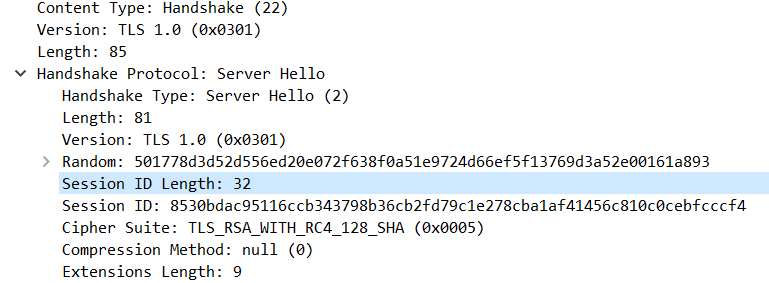 Content Type: Handshake (22)
Version: TLS 1.0 (0x0301)
Length: 85
Handshake Protocol: Server Hello
Handshake Type: Server Hello (2)
Length: 81
Version: TLS 1.0 (0x0301)
Random: 501778d3d52d556ed20e072f638f0a51e9724d66ef5f13769d3a52e00161a893
Session ID Length: 32
Session ID: 8530bdac95116ccb343798b36cb2fd79c1e278cba1af41456c810c0cebfcccf4
Cipher Suite: TLS_RSA_WITH_RC4_128_SHA (0x0005)
Compression Method: null (0)
Extensions Length: 9